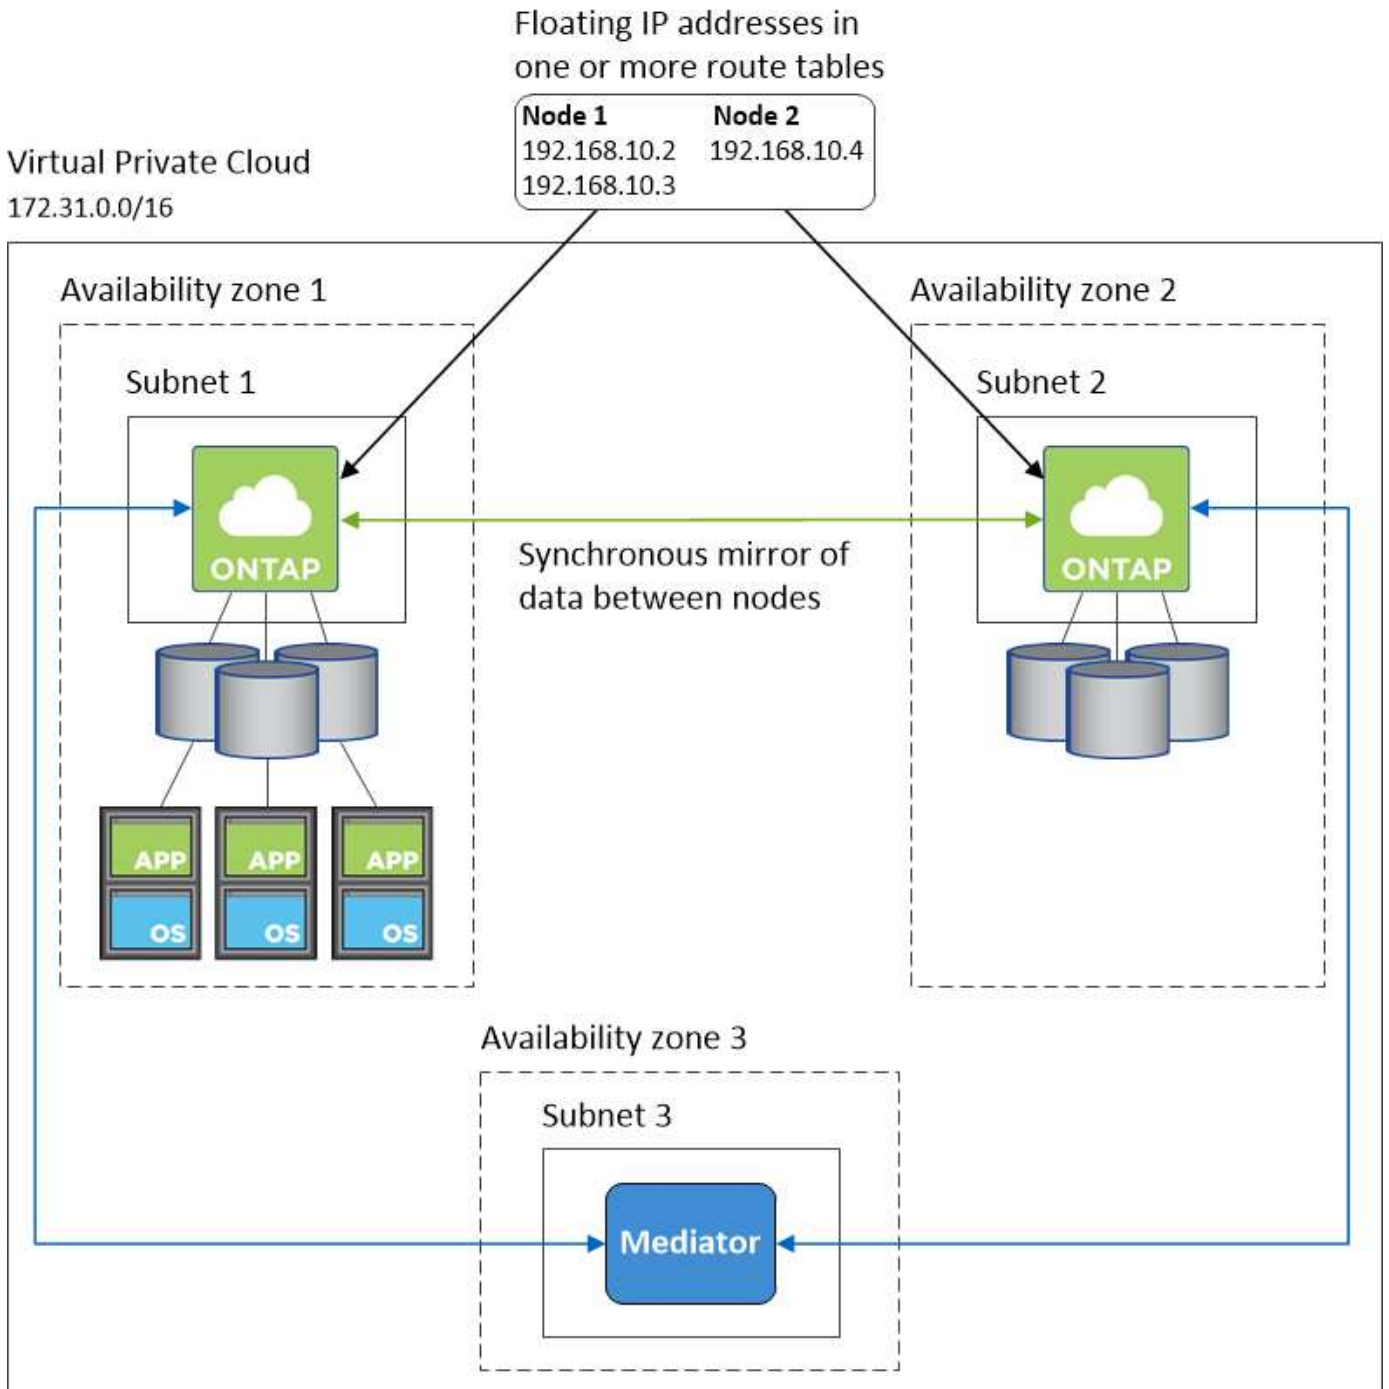 Floating IP addresses in
one or more route tables
Node 1 Node 2
192.168.10.2 192.168.10.4
192.168.10.3
Virtual Private Cloud
172.31.0.0/16
Availability zone 1
Availability zone 2
Subnet 1
Subnet 2
ONTAP
ONTAP
Synchronous mirror of
data between nodes
APP APP APP
OS OS OS
Availability zone 3
Subnet 3
Mediator